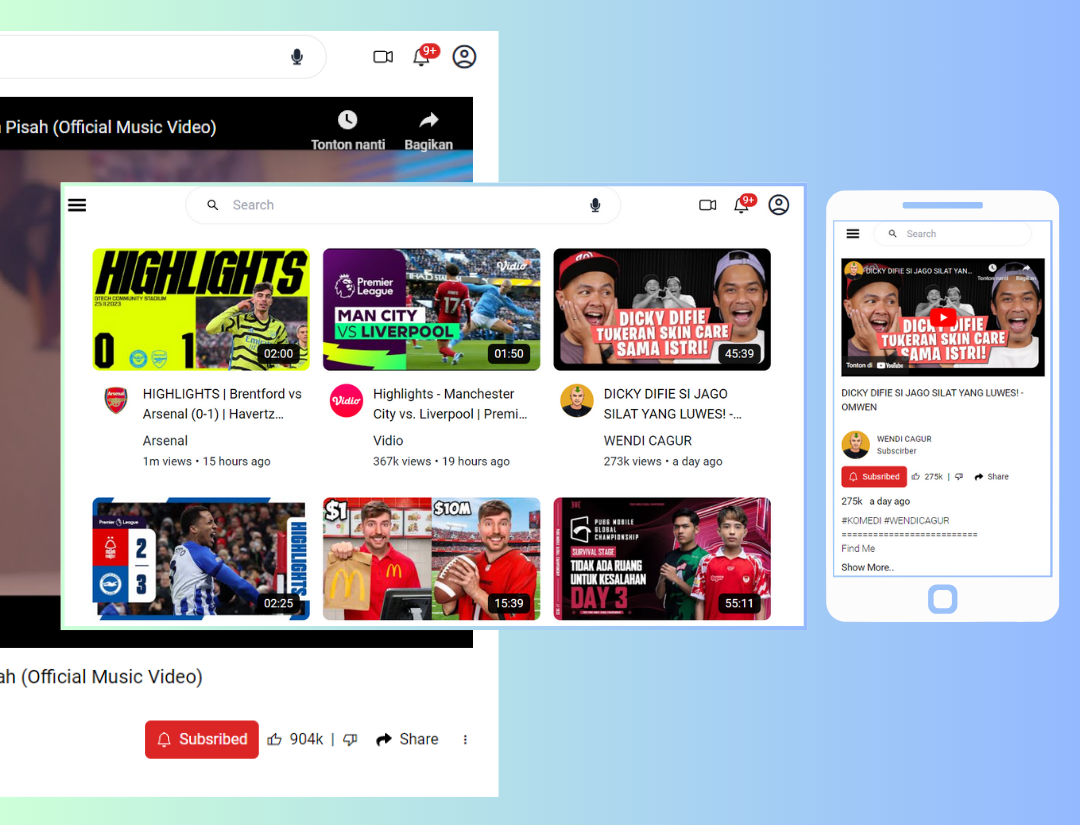 9+
Pisah (Official Music Video)
Tonton nanti
Bagikan
Search
9+
HIGHLIGHTS
GTECH COMMUNITY STADIUM
25.11.2023
0
1
02:00
HIGHLIGHTS | Brentford vs
Arsenal (0-1) | Havertz...
Arsenal
1m views • 15 hours ago
Premier
League
Vidio
MAN CITY
VS LIVERPOOL
17
01:50
Vidio
Highlights - Manchester
City vs. Liverpool | Premi...
Vidio
367k views • 19 hours ago
DICKY DIFIE
TUKERAN SKIN CARE
SAMA ISTRI!
45:39
DICKY DIFIE SI JAGO
SILAT YANG LUWES! -...
WENDI CAGUR
273k views • a day ago
Premier League
2
3
HIGHLIGHTS
02:25
$1
$10M
15:39
PUBG MOBILE
GLOBAL
CHAMPIONSHIP
SURVIVAL STAGE
TIDAK ADA RUANG
UNTUK KESALAHAN
DAY 3
55:11
Search
DICKY DIFIE SI JAGO SILAT YAN...
Tonton nanti
DICKY DIFIE
TUKERAN SKIN CARE
SAMA ISTRI!
Tonton di YouTube
DICKY DIFIE SI JAGO SILAT YANG LUWES! -
OMWEN
WENDI CAGUR
Subscirber
Subsribed
275k |
Share
275k a day ago
#KOMEDI #WENDICAGUR
==========================
Find Me
Show More..
ah (Official Music Video)
Subsribed
904k |
Share